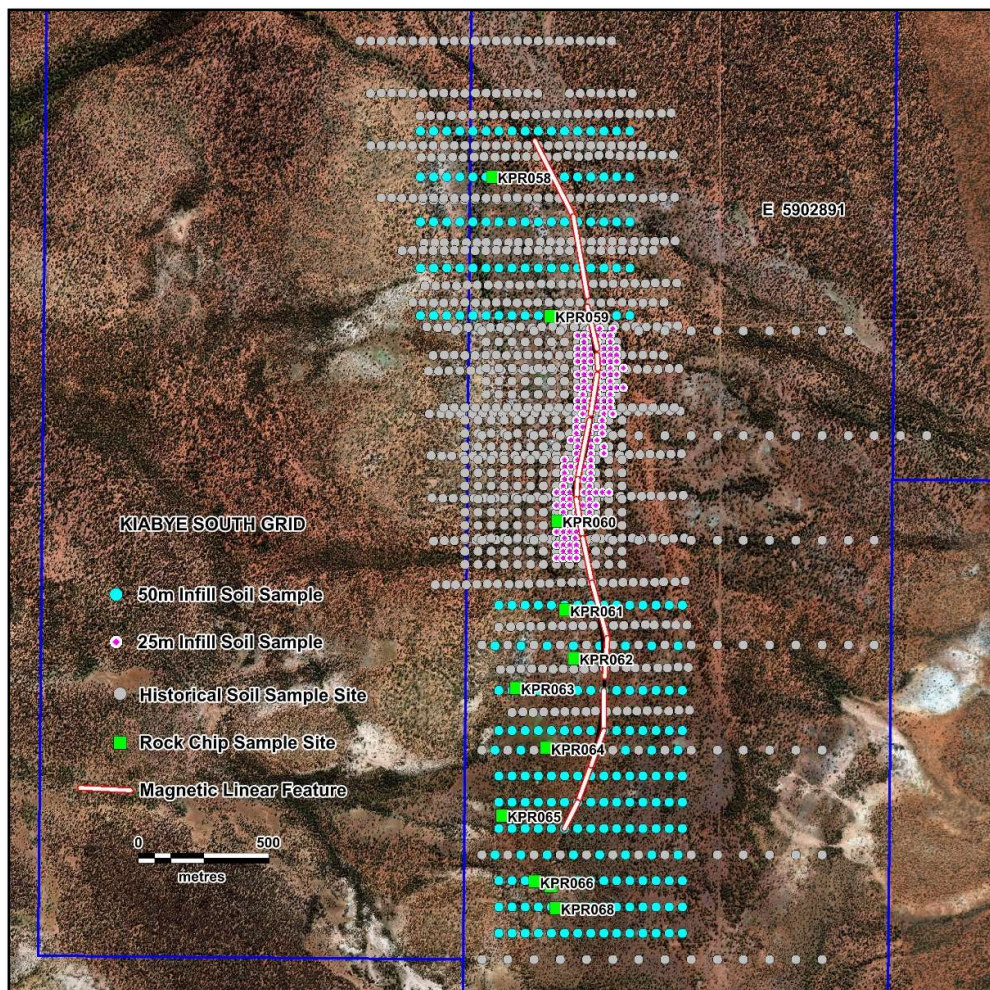 KPR058
E 5902891
KPR059
KPR060
KIABYE SOUTH GRID
50m Infill Soil Sample
25m Infill Soil Sample
Historical Soil Sample Site
Rock Chip Sample Site
Magnetic Linear Feature
0 500
metres
KPR061
KPR062
KPR063
KPR064
KPR065
KPR066
KPR068